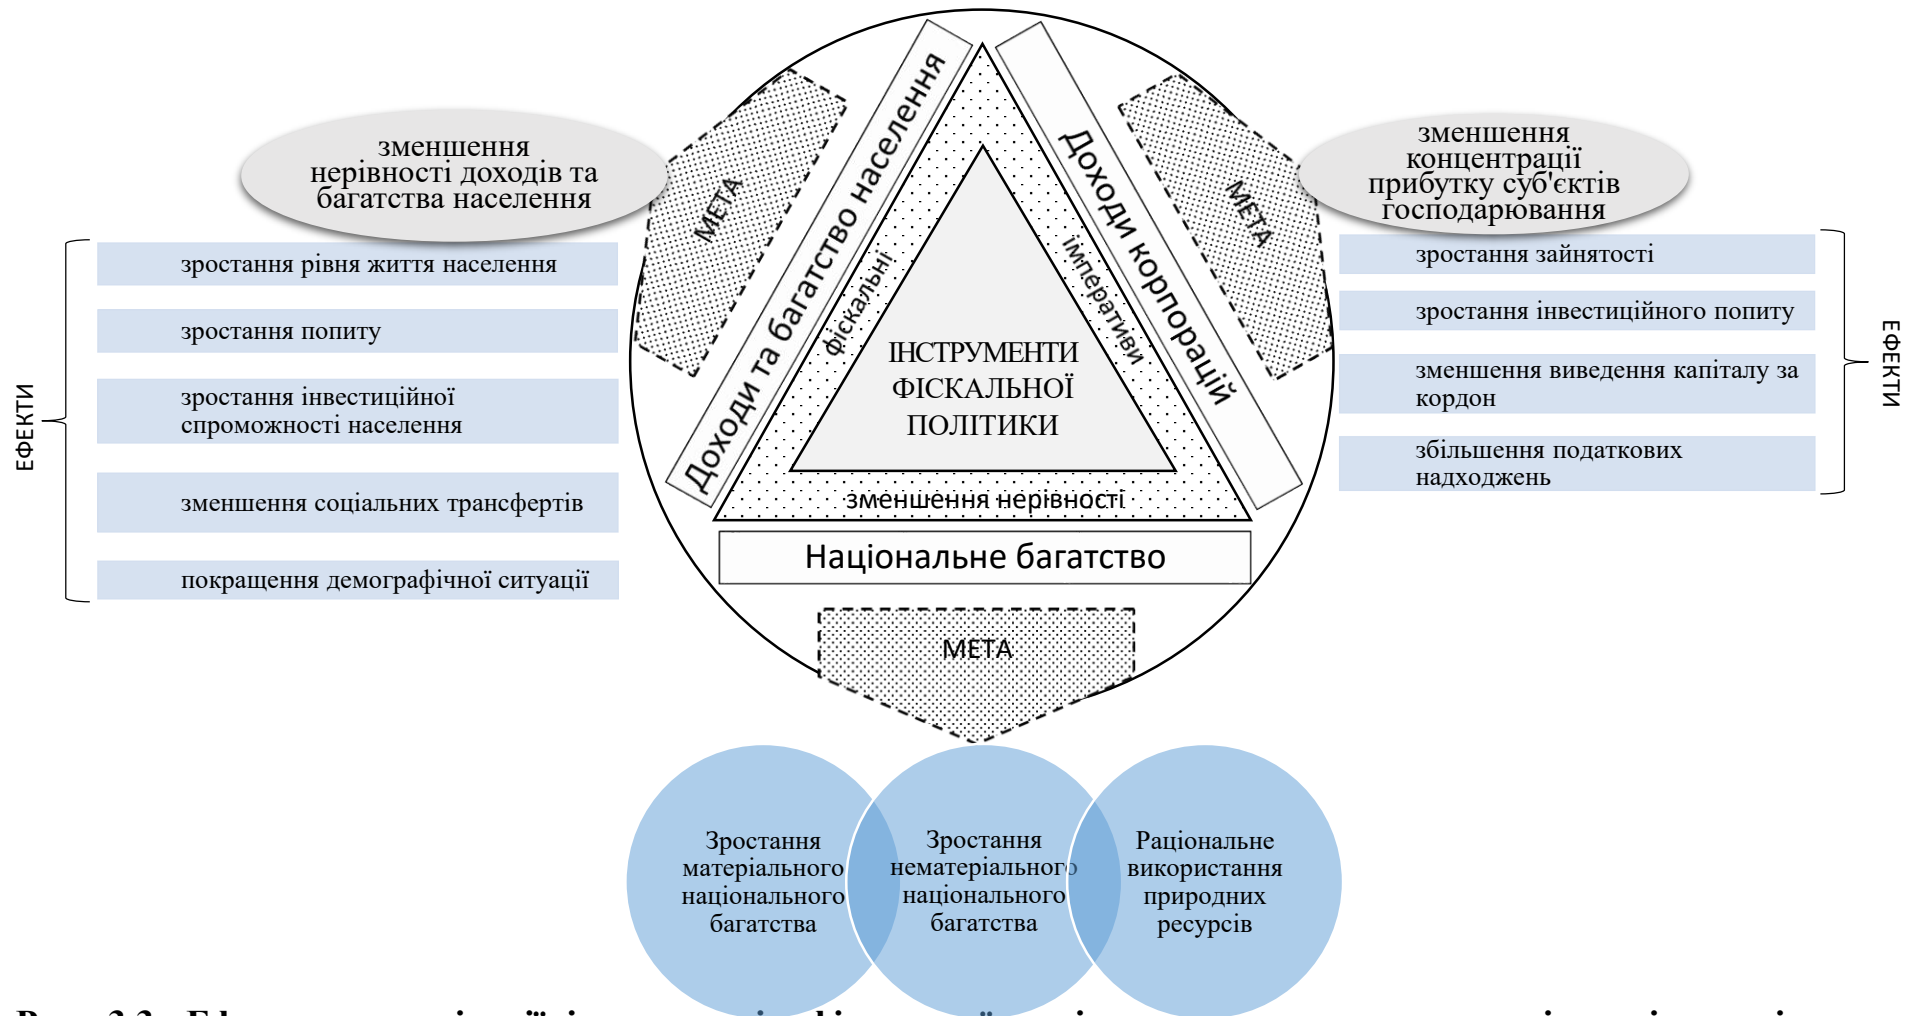 зменшення
нерівності доходів та
багатства населення
ЕФЕКТИ
зростання рівня життя населення
зростання попиту
зростання інвестиційної
спроможності населення
зменшення соціальних трансфертів
покращення демографічної ситуації
МЕТА
Доходи та багатство населення
фіскальні
ІНСТРУМЕНТИ
ФІСКАЛЬНОЇ
ПОЛІТИКИ
імперативи
зменшення нерівності
Доходи корпорацій
МЕТА
Національне багатство
МЕТА
зменшення
концентрації
прибутку суб'єктів
господарювання
зростання зайнятості
зростання інвестиційного попиту
зменшення виведення капіталу за
кордон
збільшення податкових
надходжень
ЕФЕКТИ
Зростання
матеріального
національного
багатства
Зростання
нематеріального
національного
багатства
Раціональне
використання
природних
ресурсів